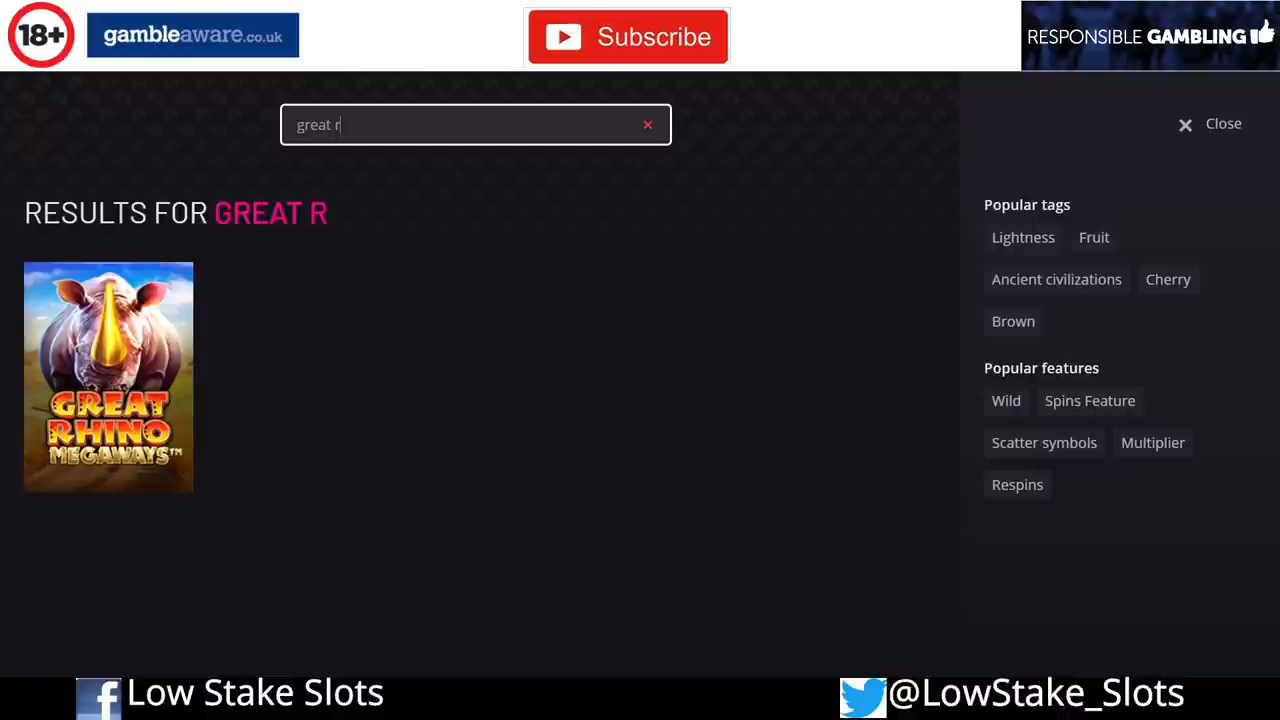 18+
gambleaware.co.uk
Subscribe
RESPONSIBLE GAMBLING
great r
Close
RESULTS FOR GREAT R
GREAT
RHINO
MEGAWAYS™
Popular tags
Lightness Fruit
Ancient civilizations Cherry
Brown
Popular features
Wild Spins Feature
Scatter symbols Multiplier
Respins
f Low Stake Slots
@LowStake_Slots